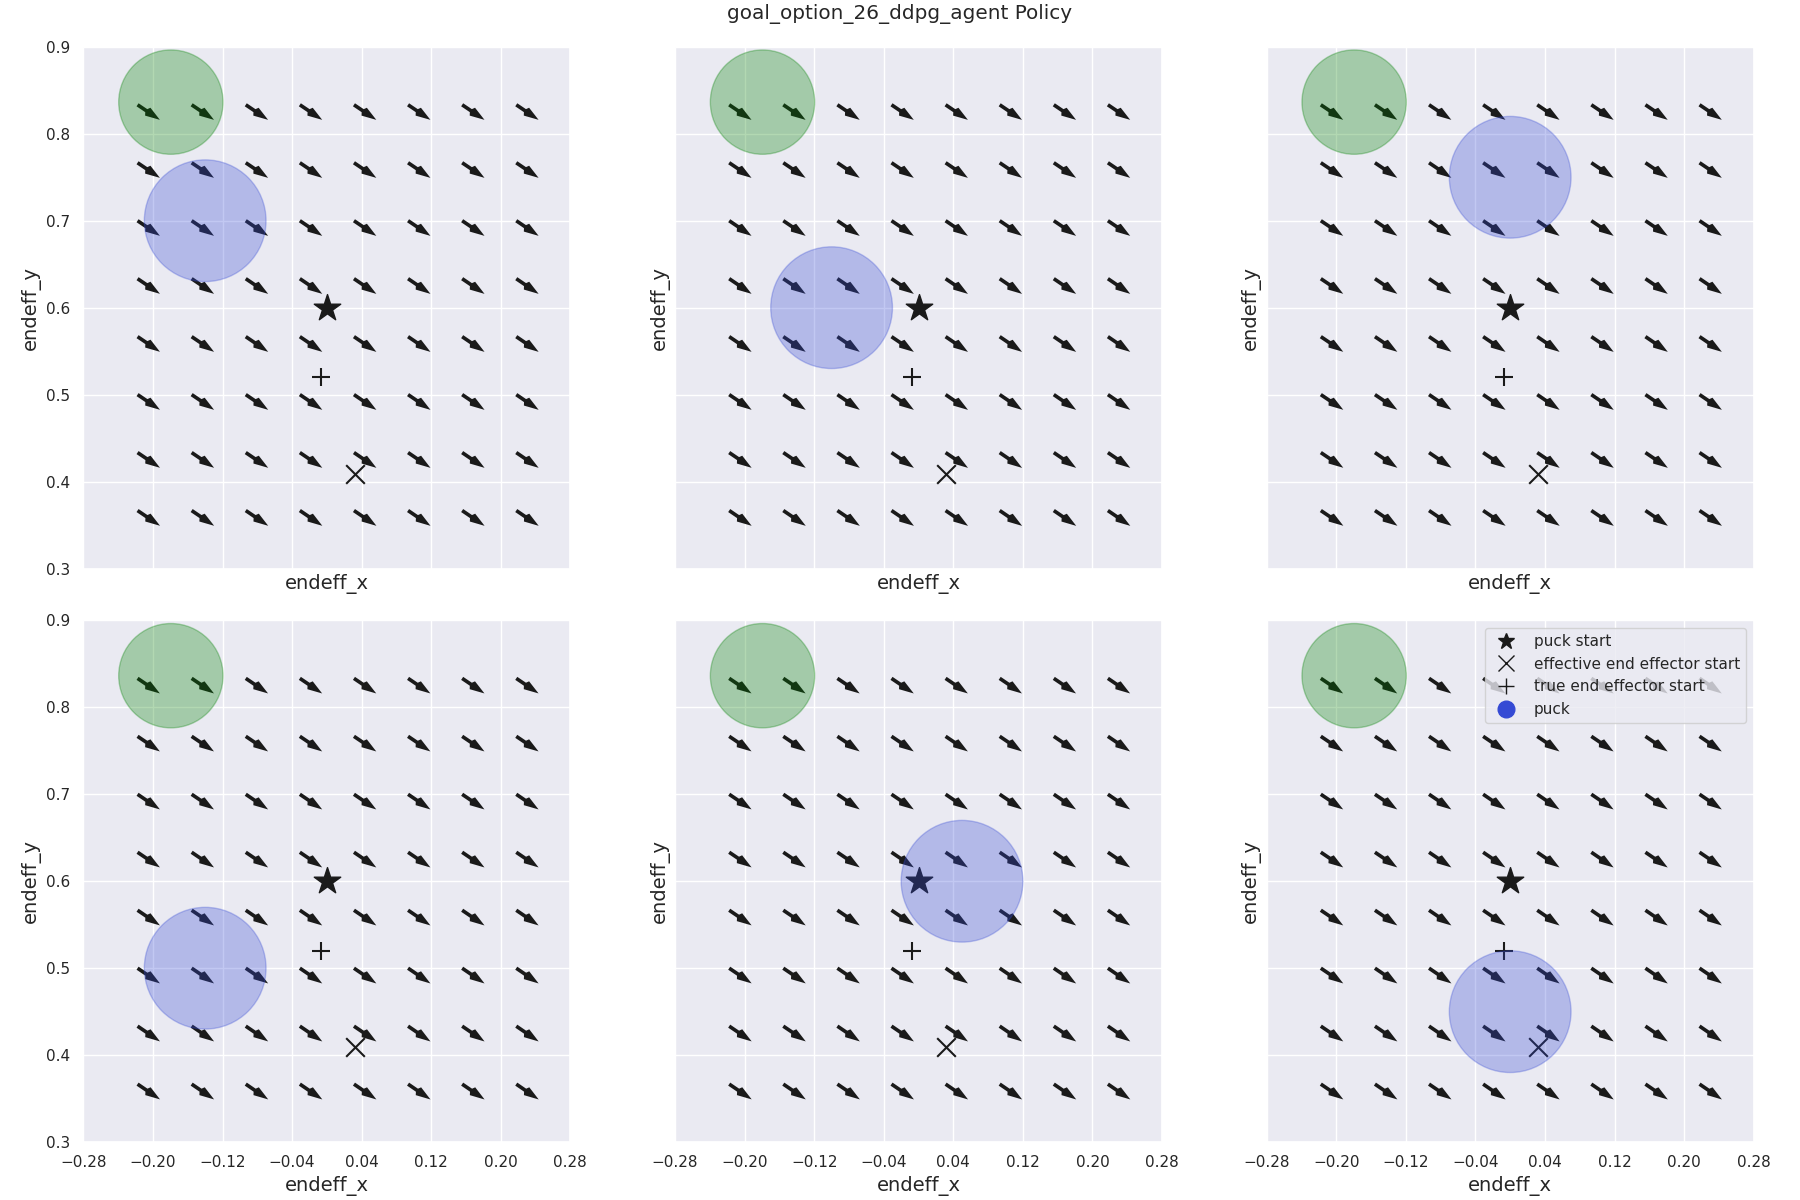 goal_option_26_ddpg_agent Policy
0.9
0.8
0.7
0.6
0.5
0.4
0.3
endeff_y
endeff_x
endeff_y
endeff_x
endeff_y
endeff_x
0.9
0.8
0.7
0.6
0.5
0.4
0.3
endeff_y
−0.28 −0.20 −0.12 −0.04 0.04 0.12 0.20 0.28
endeff_x
endeff_y
−0.28 −0.20 −0.12 −0.04 0.04 0.12 0.20 0.28
endeff_x
puck start
effective end effector start
true end effector start
puck
endeff_y
−0.28 −0.20 −0.12 −0.04 0.04 0.12 0.20 0.28
endeff_x